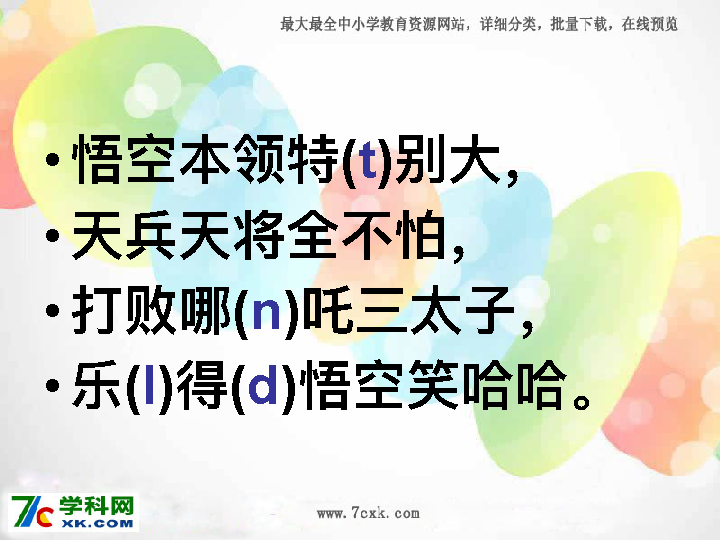 最大最全中小学教育资源网站，详细分类，批量下载，在线预览
•悟空本领特(t)别大，
•天兵天将全不怕，
•打败哪(n)吒三太子，
•乐(l)得(d)悟空笑哈哈。
7c 学科网
XK.COM
www.7cxk.com